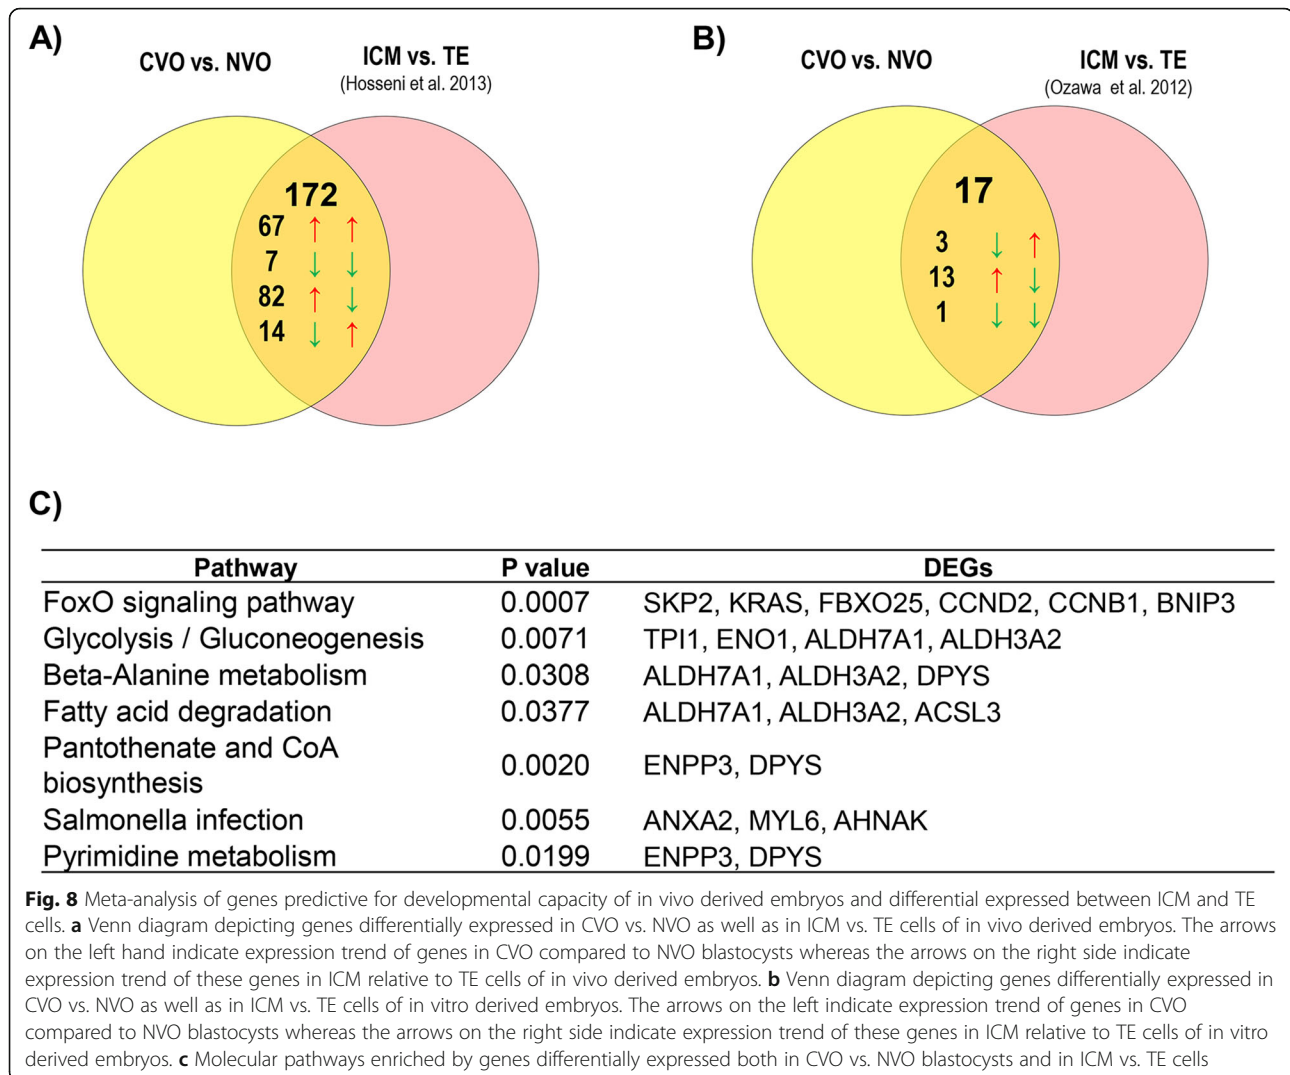 A)
CVO vs. NVO
ICM vs. TE
(Hosseni et al. 2013)
172
67 ↑ ↑
7 ↓ ↓
82 ↑ ↓
14 ↓ ↑
B)
CVO vs. NVO
ICM vs. TE
(Ozawa et al. 2012)
17
3 ↓ ↑
13 ↑ ↓
1 ↓ ↓
C)
Pathway P value DEGs
FoxO signaling pathway 0.0007 SKP2, KRAS, FBXO25, CCND2, CCNB1, BNIP3
Glycolysis / Gluconeogenesis 0.0071 TPI1, ENO1, ALDH7A1, ALDH3A2
Beta-Alanine metabolism 0.0308 ALDH7A1, ALDH3A2, DPYS
Fatty acid degradation 0.0377 ALDH7A1, ALDH3A2, ACSL3
Pantothenate and CoA
biosynthesis 0.0020 ENPP3, DPYS
Salmonella infection 0.0055 ANXA2, MYL6, AHNAK
Pyrimidine metabolism 0.0199 ENPP3, DPYS
Fig. 8 Meta-analysis of genes predictive for developmental capacity of in vivo derived embryos and differential expressed between ICM and TE
cells. a Venn diagram depicting genes differentially expressed in CVO vs. NVO as well as in ICM vs. TE cells of in vivo derived embryos. The arrows
on the left hand indicate expression trend of genes in CVO compared to NVO blastocysts whereas the arrows on the right side indicate
expression trend of these genes in ICM relative to TE cells of in vivo derived embryos. b Venn diagram depicting genes differentially expressed in
CVO vs. NVO as well as in ICM vs. TE cells of in vitro derived embryos. The arrows on the left indicate expression trend of genes in CVO
compared to NVO blastocysts whereas the arrows on the right side indicate expression trend of these genes in ICM relative to TE cells of in vitro
derived embryos. c Molecular pathways enriched by genes differentially expressed both in CVO vs. NVO blastocysts and in ICM vs. TE cells